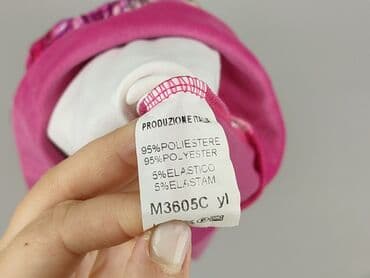 PRODUZIONE ITALIA
95%POLIESTERE
95%POLYESTER
5%ELASTICO
5%ELASTAM
M3605C yl